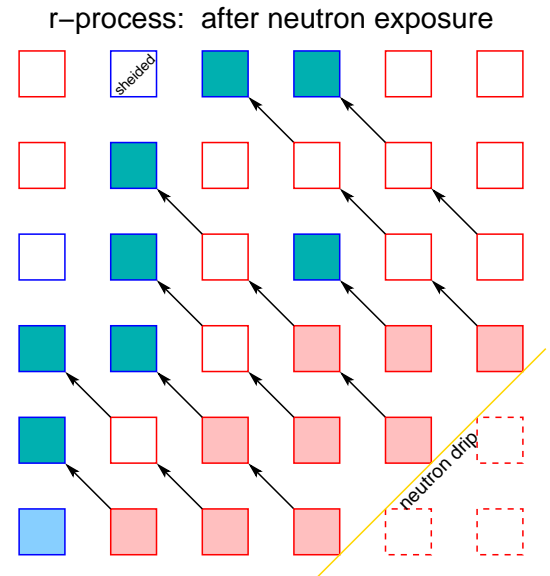 r–process: after neutron exposure
sheided
neutron drip